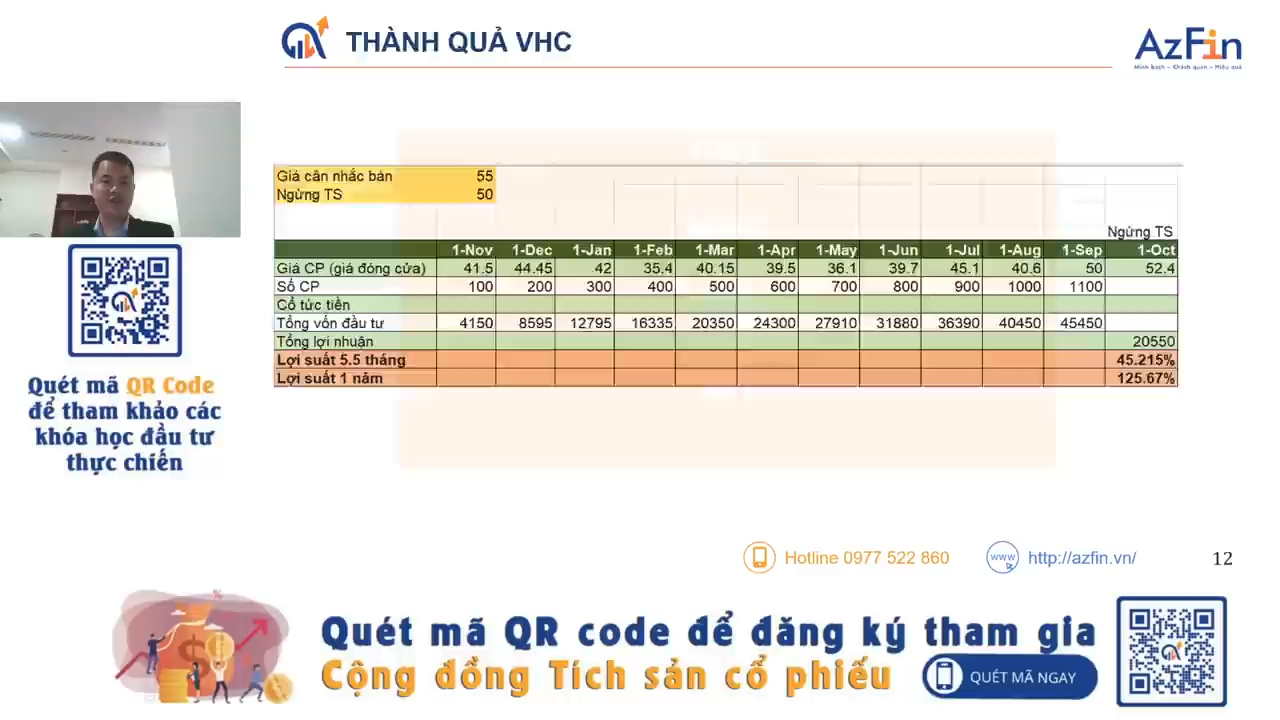 THÀNH QUẢ VHC
AzFin
Minh bạch – Khách quan – Hiệu quả
Giá cân nhắc bán 55
Ngừng TS 50
Ngừng TS
1-Nov 1-Dec 1-Jan 1-Feb 1-Mar 1-Apr 1-May 1-Jun 1-Jul 1-Aug 1-Sep 1-Oct
Giá CP (giá đóng cửa) 41.5 44.45 42 35.4 40.15 39.5 36.1 39.7 45.1 40.6 50 52.4
Số CP 100 200 300 400 500 600 700 800 900 1000 1100
Cổ tức tiền
Tổng vốn đầu tư 4150 8595 12795 16335 20350 24300 27910 31880 36390 40450 45450
Tổng lợi nhuận 20550
Lợi suất 5.5 tháng 45.215%
Lợi suất 1 năm 125.67%
Quét mã QR Code
để tham khảo các
khóa học đầu tư
thực chiến
Hotline 0977 522 860
www
http://azfin.vn/
12
Quét mã QR code để đăng ký tham gia
Cộng đồng Tích sản cổ phiếu
QUÉT MÃ NGAY